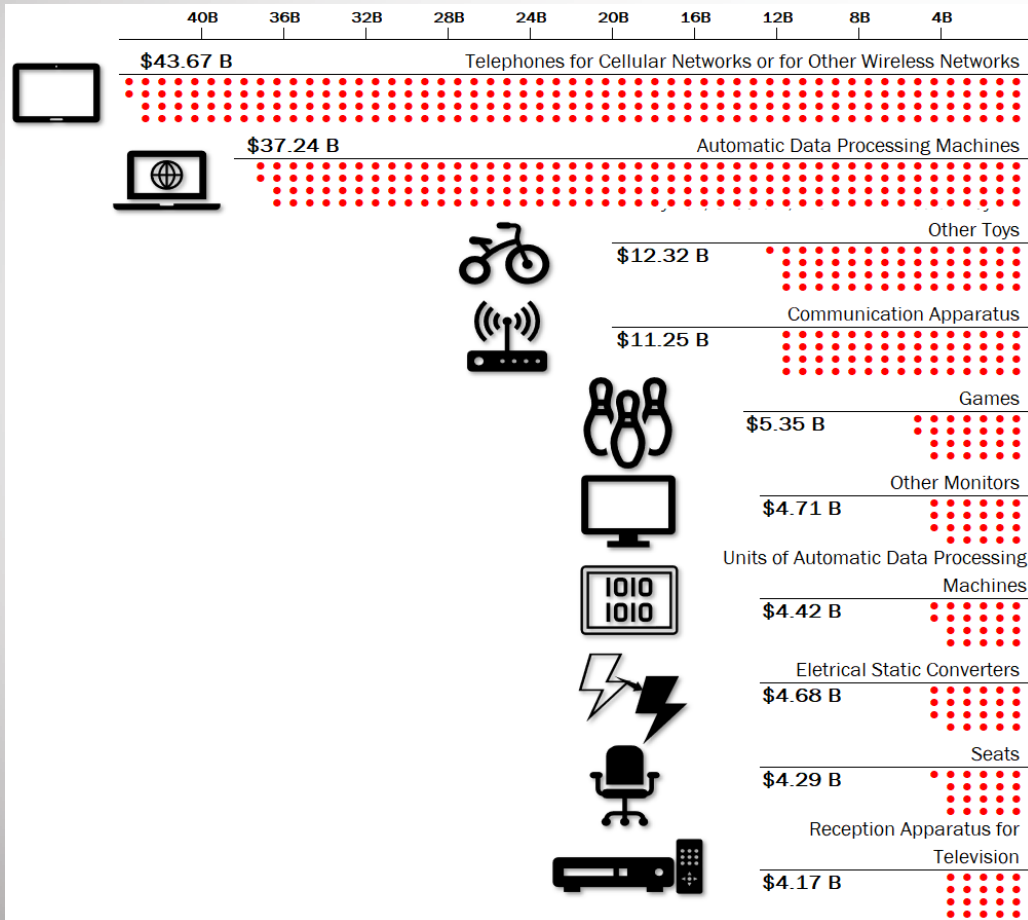 40B 36B 32B 28B 24B 20B 16B 12B 8B 4B
$43.67 B Telephones for Cellular Networks or for Other Wireless Networks
$37.24 B Automatic Data Processing Machines
Other Toys
$12.32 B
Communication Apparatus
$11.25 B
Games
$5.35 B
Other Monitors
$4.71 B
Units of Automatic Data Processing
Machines
1010
1010
$4.42 B
Eletrical Static Converters
$4.68 B
Seats
$4.29 B
Reception Apparatus for
Television
$4.17 B